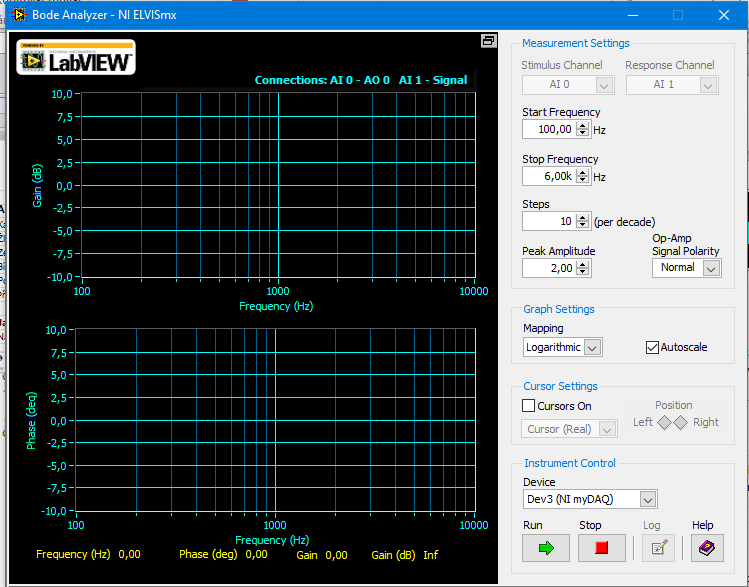 Bode Analyzer - NI ELVISmx
POWERED BY
NATIONAL INSTRUMENTS
LabVIEW
Connections: AI 0 - AO 0 AI 1 - Signal
10,0
7,5
5,0
2,5
0,0
-2,5
-5,0
-7,5
-10,0
Gain (dB)
100
1000
10000
Frequency (Hz)
10,0
7,5
5,0
2,5
0,0
-2,5
-5,0
-7,5
-10,0
Phase (deg)
100
1000
10000
Frequency (Hz)
Frequency (Hz) 0,00 Phase (deg) 0,00 Gain 0,00 Gain (dB) Inf
Measurement Settings
Stimulus Channel Response Channel
AI 0 AI 1
Start Frequency
100,00 Hz
Stop Frequency
6,00k Hz
Steps
10 (per decade)
Peak Amplitude
2,00
Op-Amp
Signal Polarity
Normal
Graph Settings
Mapping
Logarithmic Autoscale
Cursor Settings
Cursors On
Cursor (Real)
Position
Left Right
Instrument Control
Device
Dev3 (NI myDAQ)
Run Stop Log Help